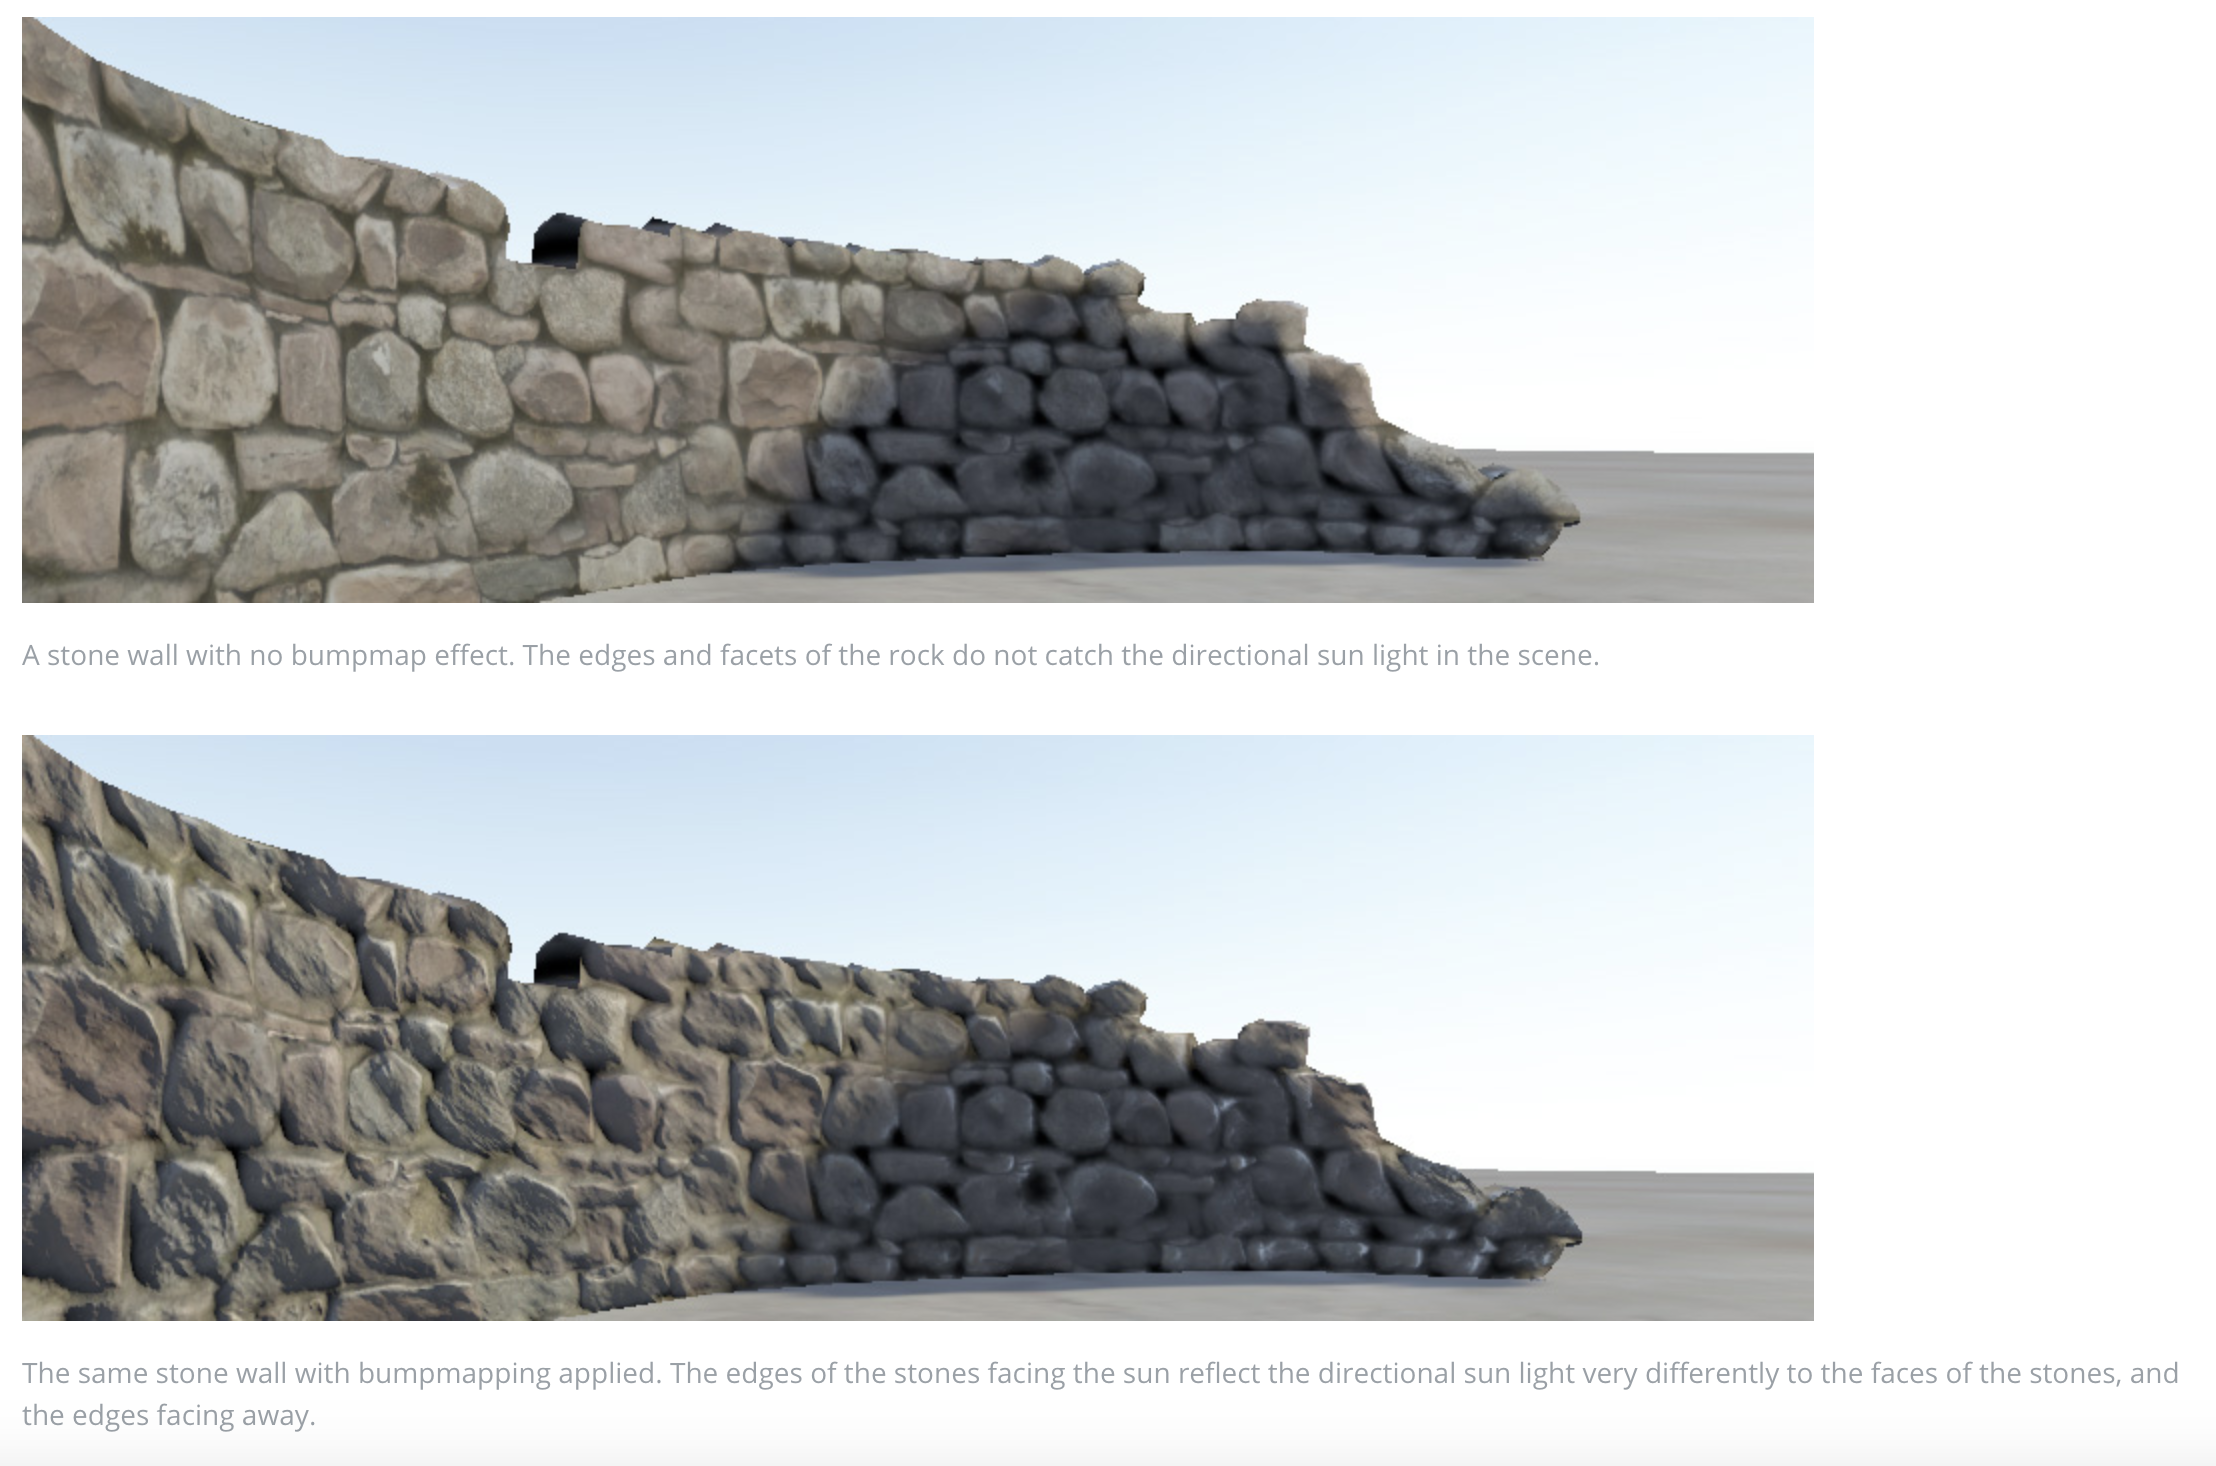 A stone wall with no bumpmap effect. The edges and facets of the rock do not catch the directional sun light in the scene.
The same stone wall with bumpmapping applied. The edges of the stones facing the sun reflect the directional sun light very differently to the faces of the stones, and
the edges facing away.